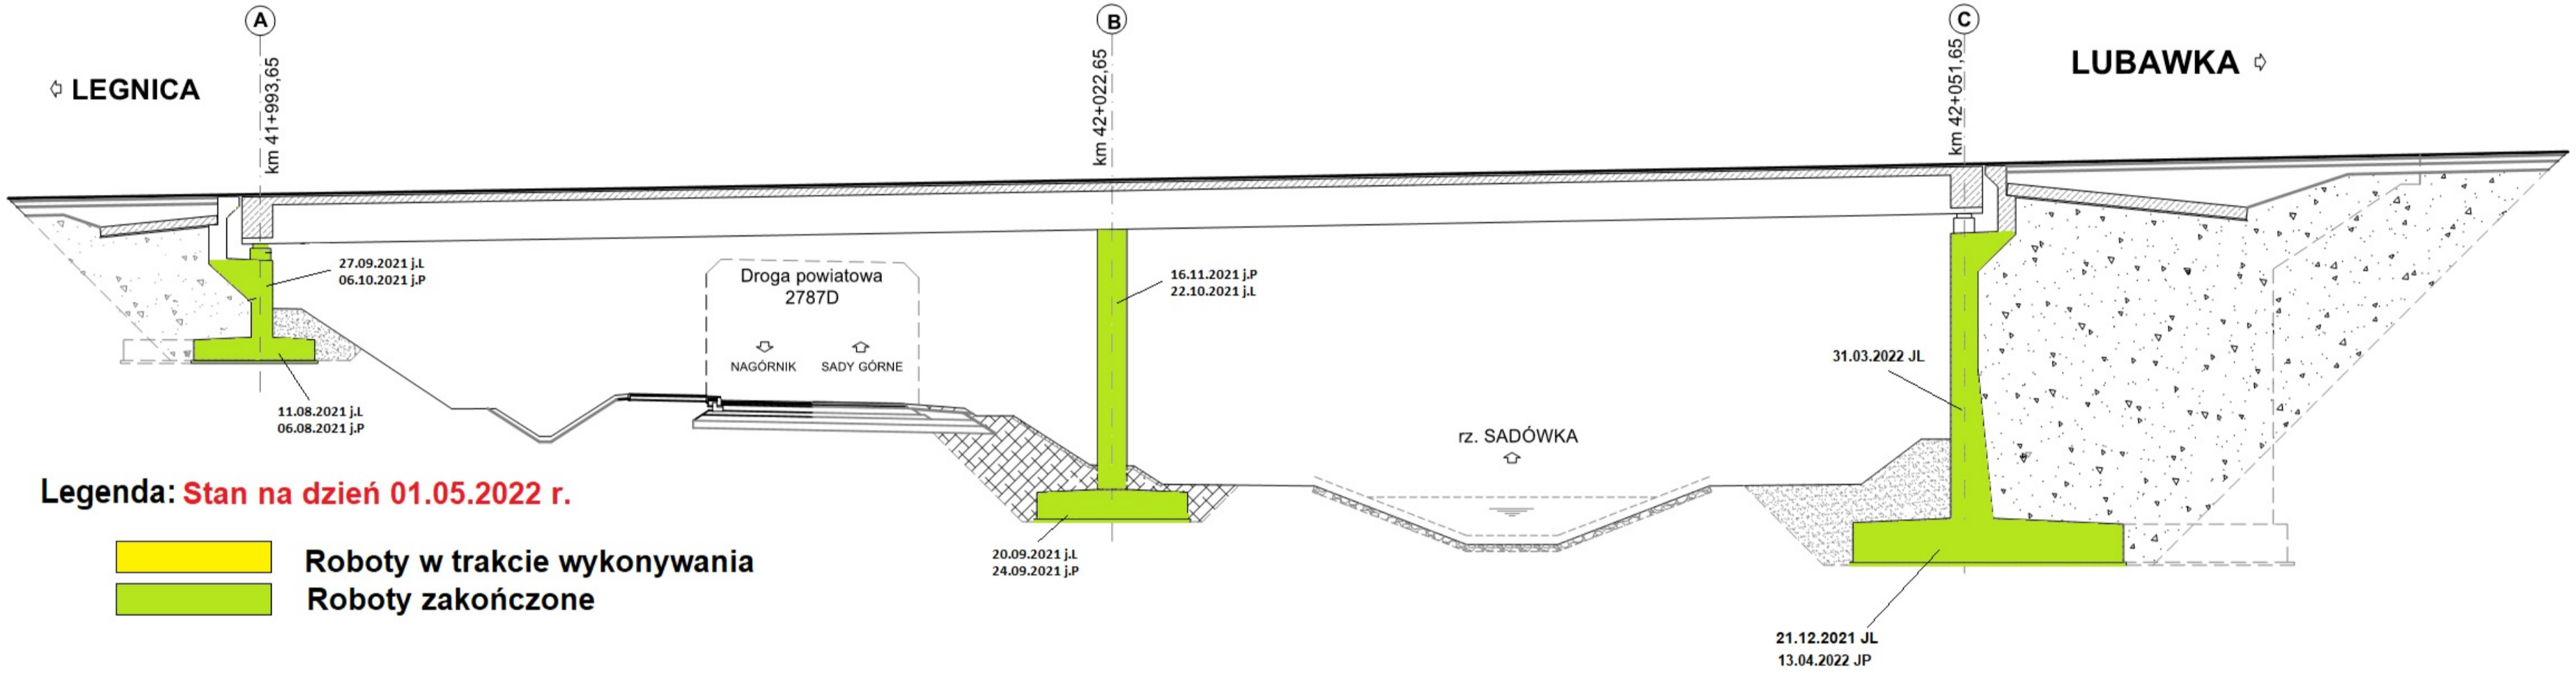 A
B
C
LEGNICA
km 41+993,65
km 42+022,65
km 42+051,65
LUBAWKA
27.09.2021 j.L
06.10.2021 j.P
Droga powiatowa
2787D
NAGÓRNIK
SADY GÓRNE
16.11.2021 j.P
22.10.2021 j.L
31.03.2022 JL
11.08.2021 j.L
06.08.2021 j.P
rz. SADÓWKA
Legenda: Stan na dzień 01.05.2022 r.
20.09.2021 j.L
24.09.2021 j.P
Roboty w trakcie wykonywania
Roboty zakończone
21.12.2021 JL
13.04.2022 JP